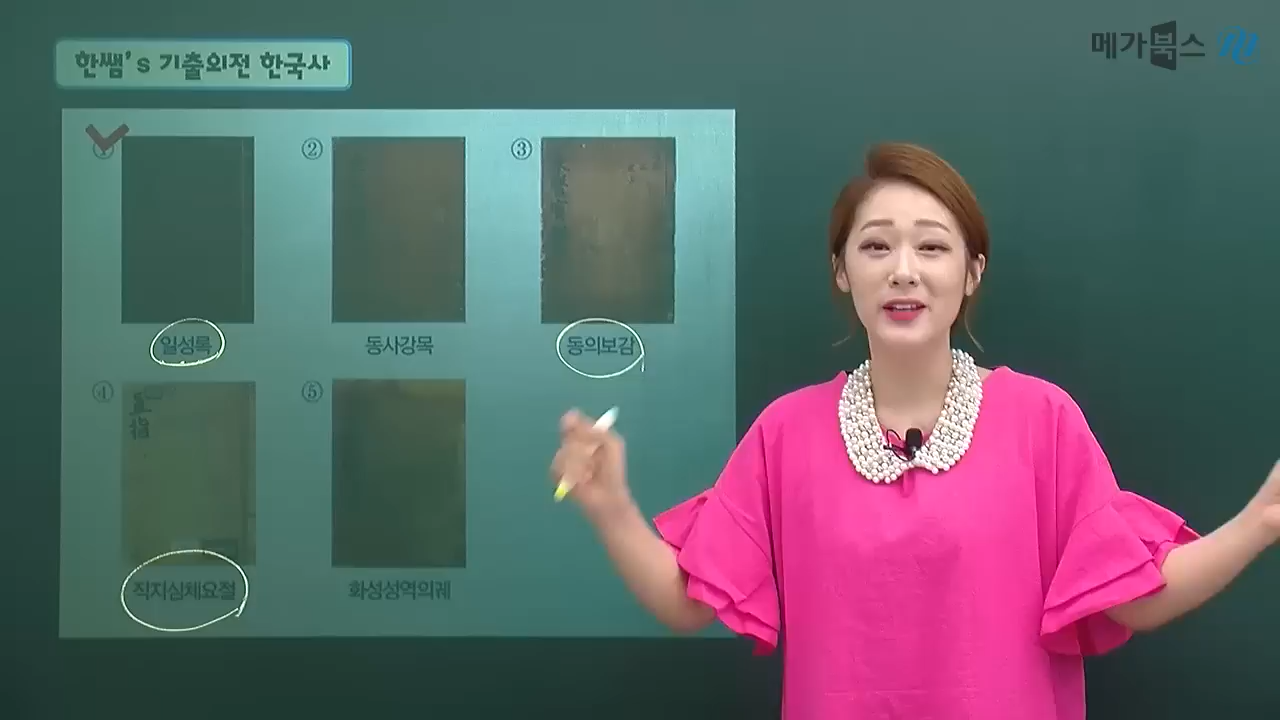 한쌤's 기출외전 한국사
메가북스 M
① ② ③
일성록 동사강목 동의보감
④ ⑤
直指
직지심체요절 화성성역의궤